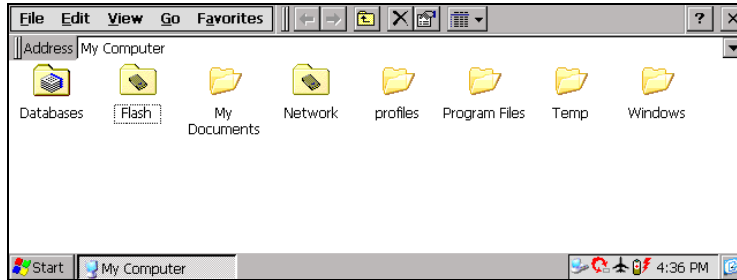 File Edit View Go Favorites ?
Address My Computer
Databases Flash My Documents Network profiles Program Files Temp Windows
Start My Computer 4:36 PM